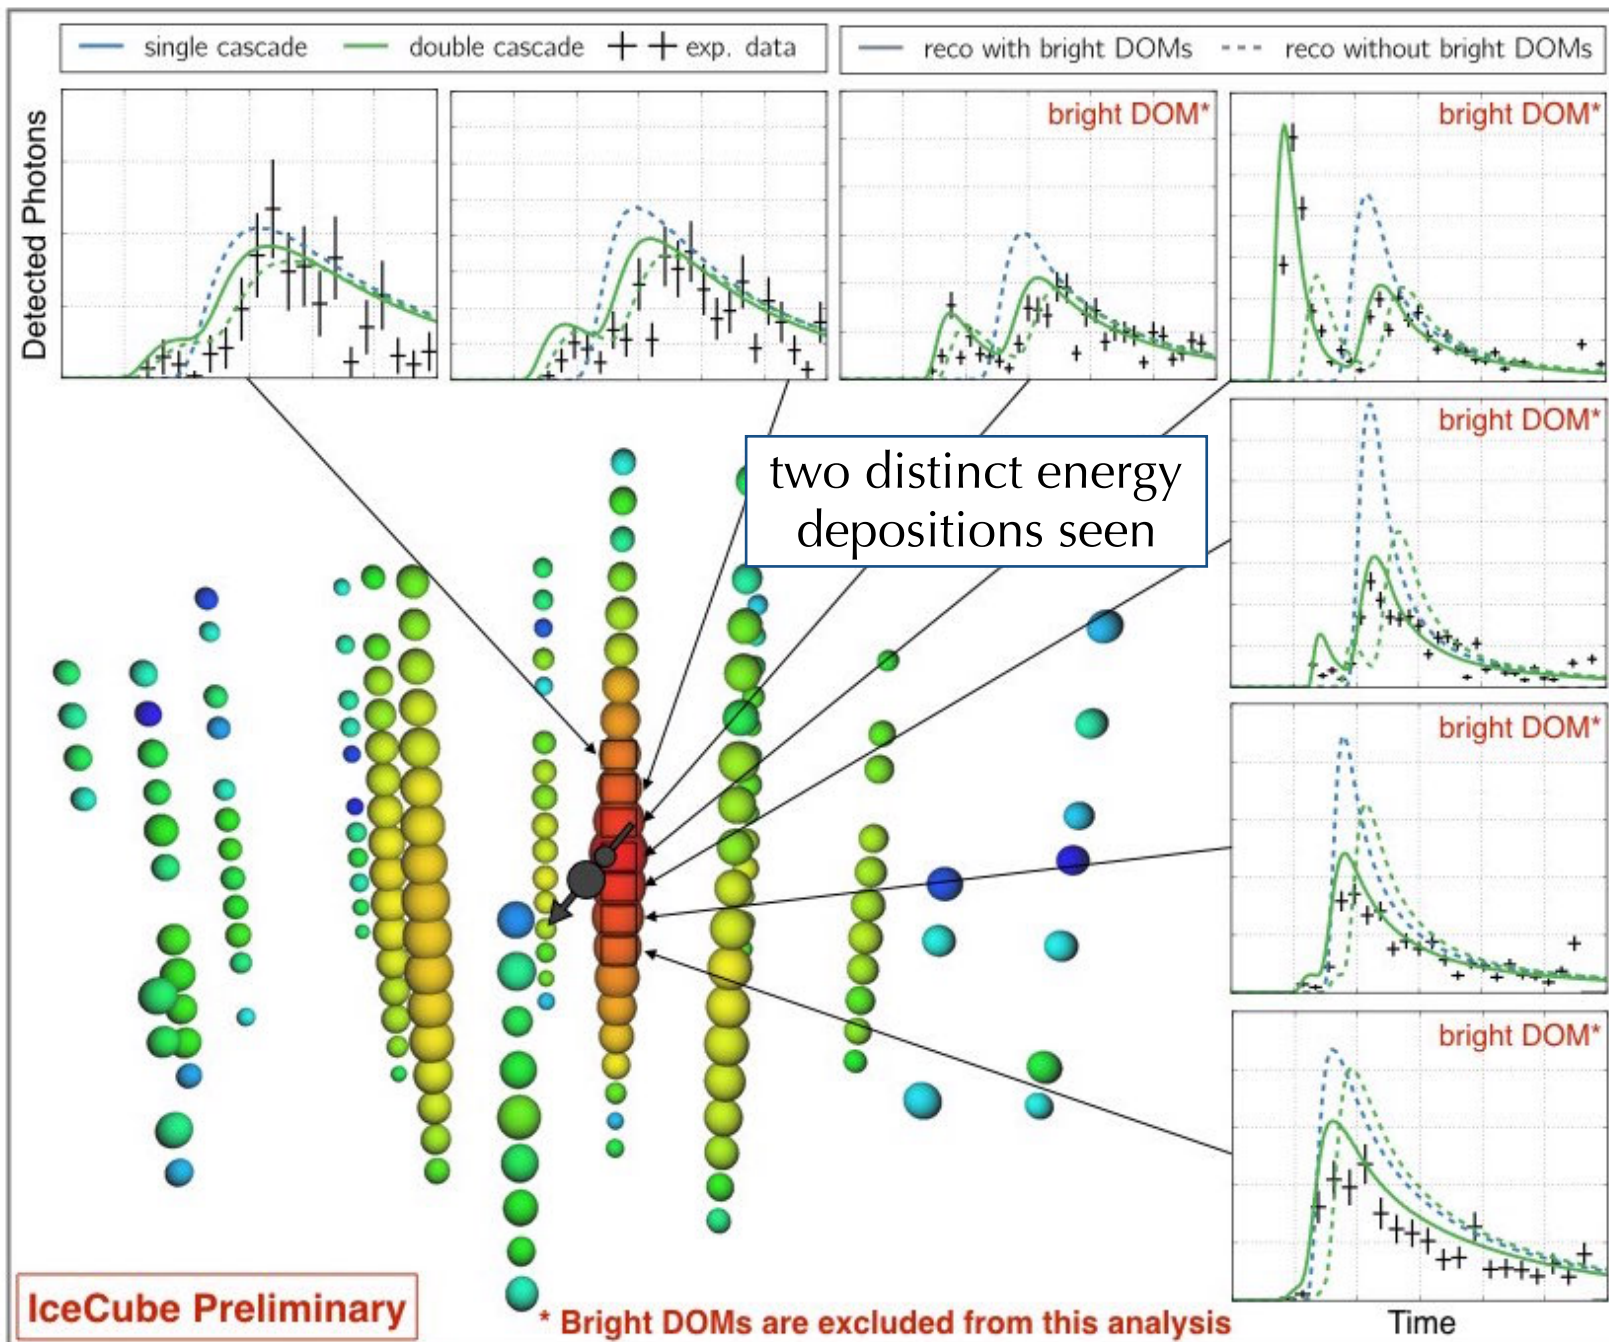 single cascade double cascade exp. data
reco with bright DOMs reco without bright DOMs
Detected Photons
bright DOM*
bright DOM*
bright DOM*
two distinct energy
depositions seen
bright DOM*
bright DOM*
IceCube Preliminary
* Bright DOMs are excluded from this analysis
Time